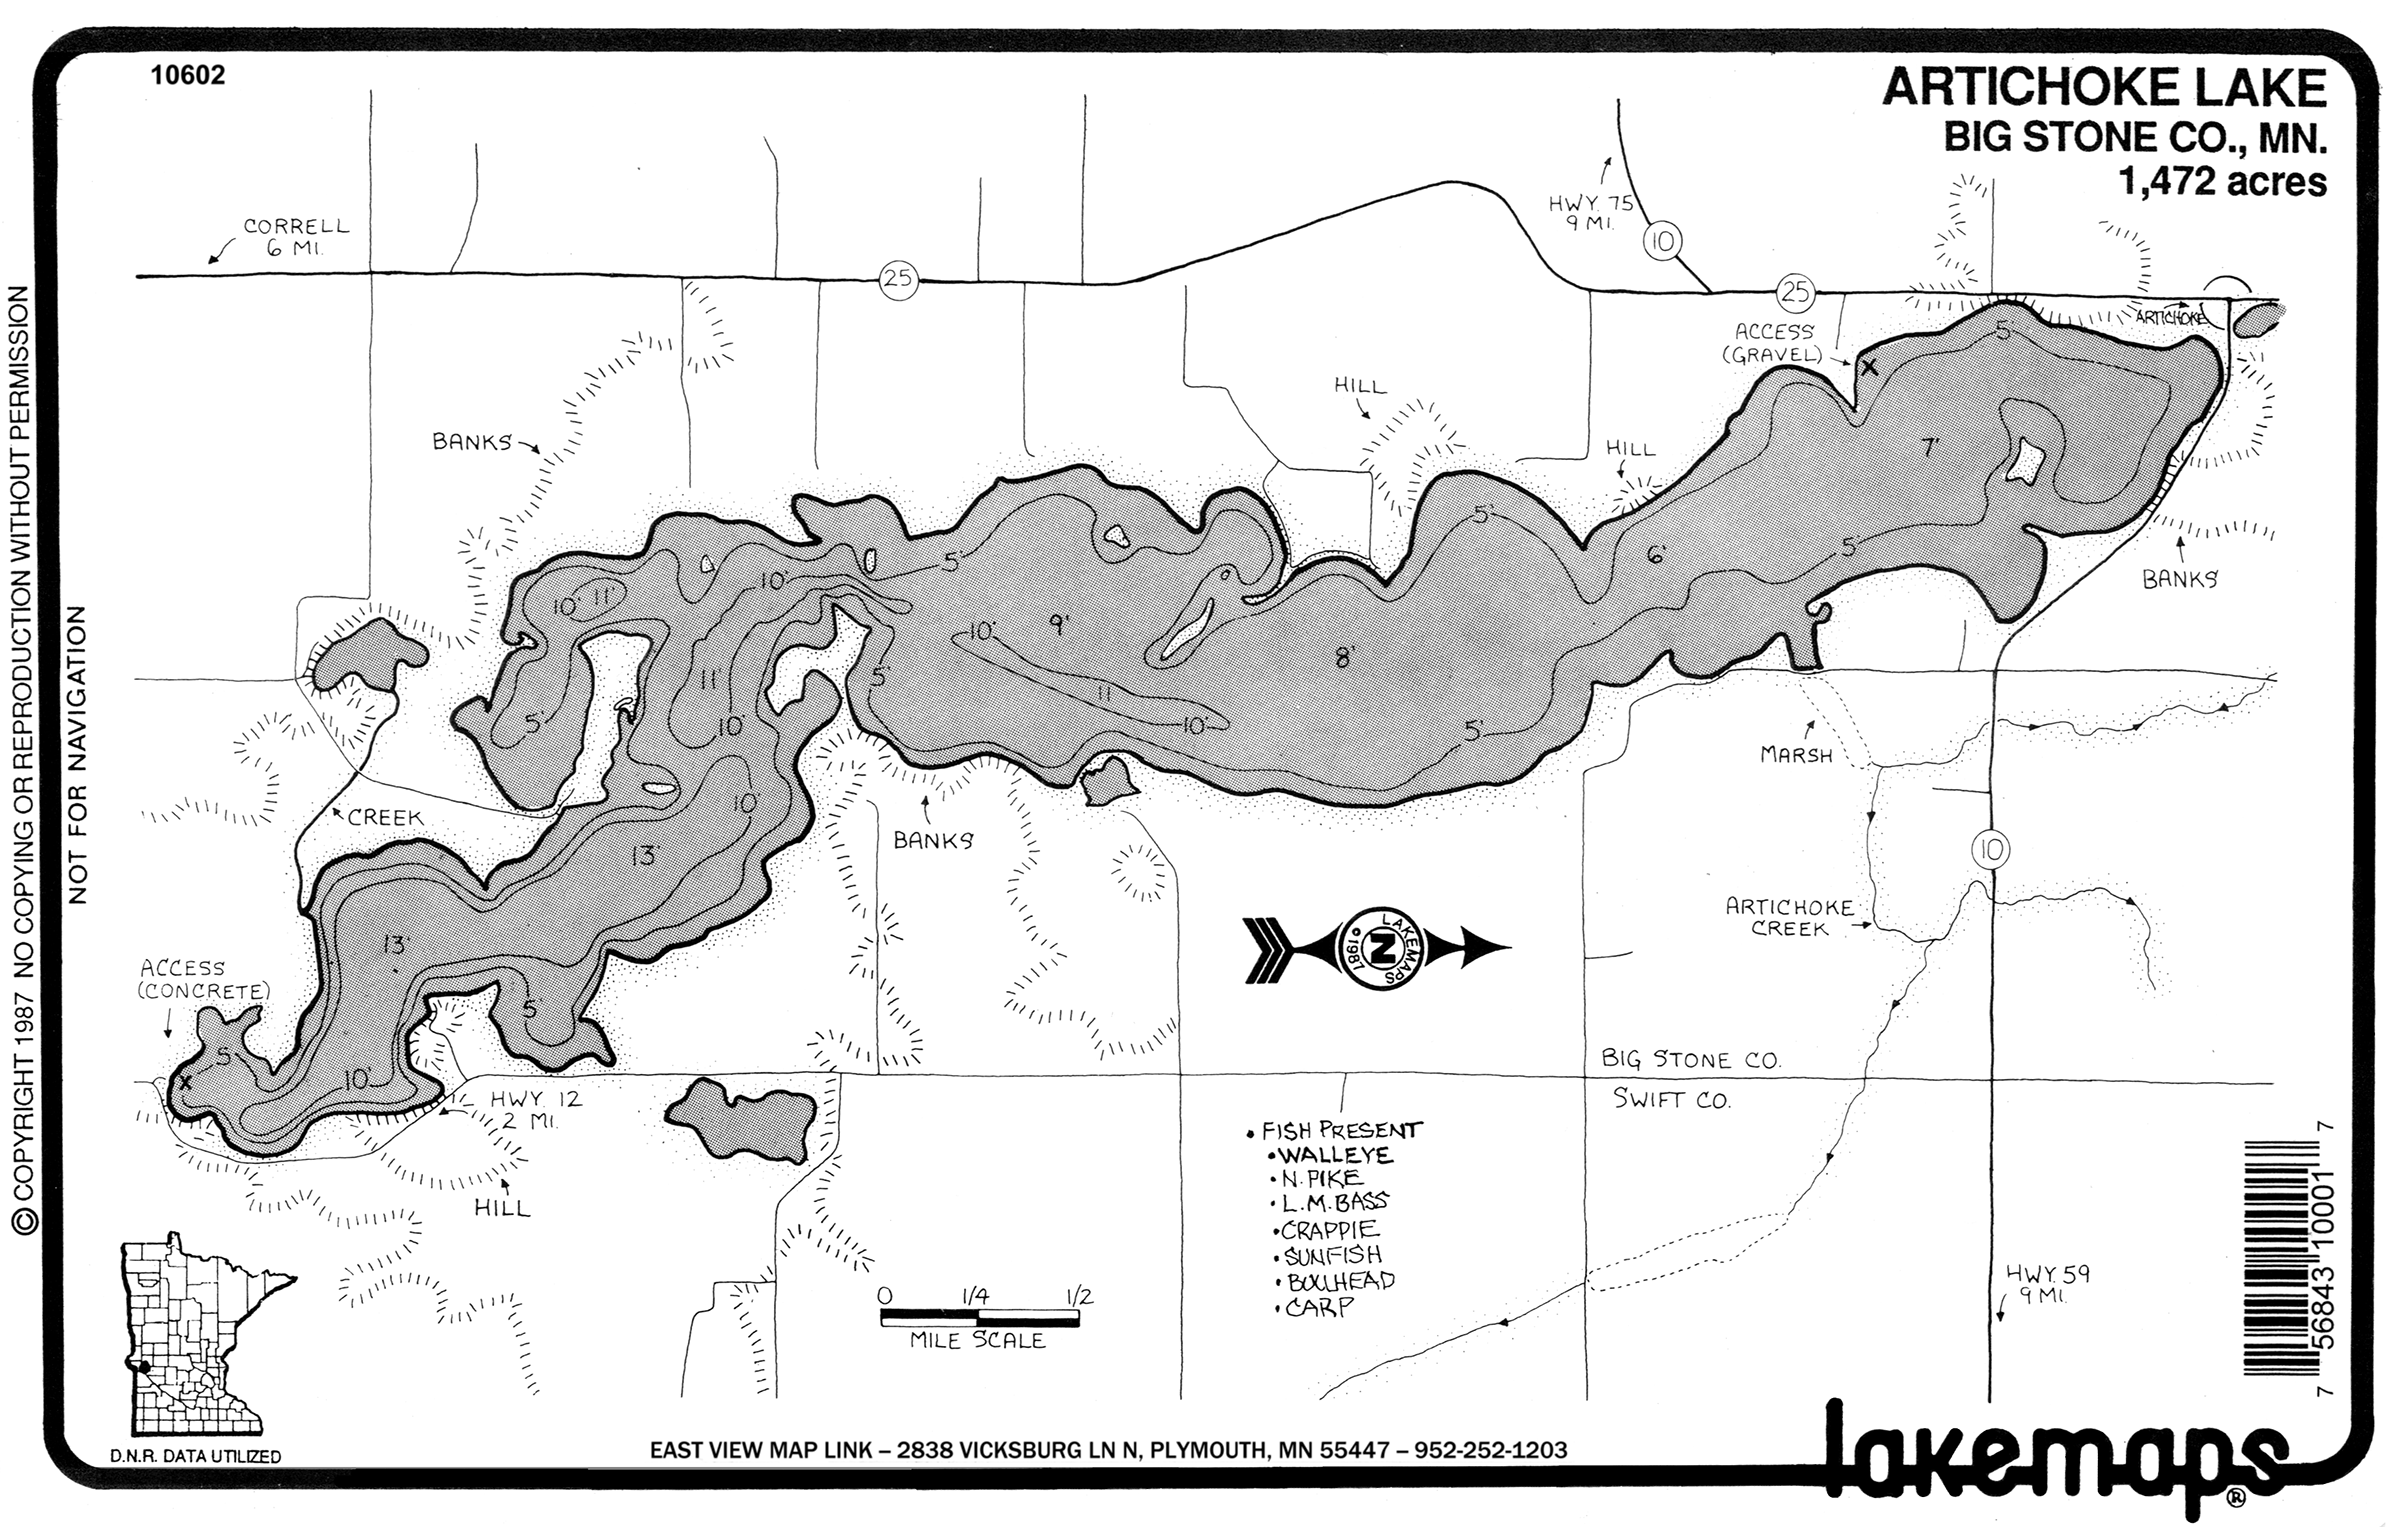 10602
ARTICHOKE LAKE
BIG STONE CO., MN.
1,472 acres
© COPYRIGHT 1987 NO COPYING OR REPRODUCTION WITHOUT PERMISSION
NOT FOR NAVIGATION
CORRELL
6 MI.
25
HWY. 75
9 MI.
10
25
ARTICHOKE
ACCESS
(GRAVEL)
X
5'
7'
HILL
HILL
BANKS
5'
5'
6'
5'
BANKS
10'
11'
10'
5'
10'
9'
8'
11'
10'
5'
11
10'
5'
5'
MARSH
CREEK
10'
13'
BANKS
10
ARTICHOKE
CREEK
13'
5'
ACCESS
(CONCRETE)
5'
X
10'
LAKEMAPS
N
©1987
BIG STONE CO.
SWIFT CO.
HWY. 12
2 MI.
HILL
• FISH PRESENT
• WALLEYE
• N. PIKE
• L.M. BASS
• CRAPPIE
• SUNFISH
• BULLHEAD
• CARP
0 1/4 1/2
MILE SCALE
HWY. 59
9 MI.
7 56843 10001 7
D.N.R. DATA UTILIZED
EAST VIEW MAP LINK – 2838 VICKSBURG LN N, PLYMOUTH, MN 55447 – 952-252-1203
lakemaps®